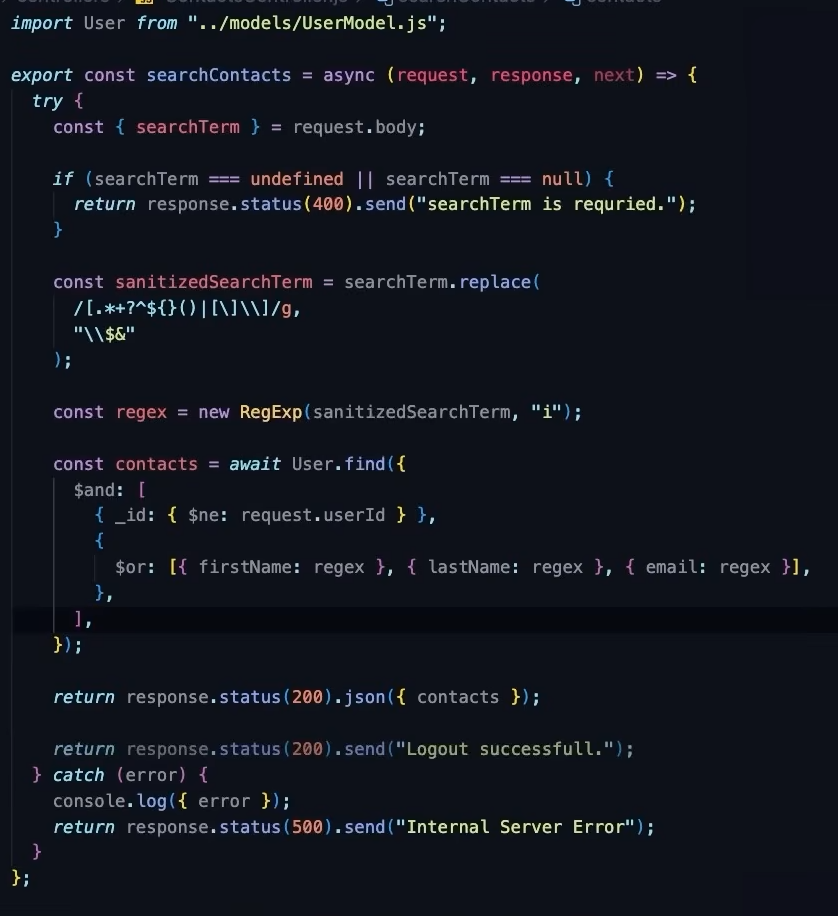 import User from "../models/UserModel.js";
export const searchContacts = async (request, response, next) => {
try {
const { searchTerm } = request.body;
if (searchTerm === undefined || searchTerm === null) {
return response.status(400).send("searchTerm is requried.");
}
const sanitizedSearchTerm = searchTerm.replace(
/[.*+?^${}()|[\]\\]/g,
"\\$&"
);
const regex = new RegExp(sanitizedSearchTerm, "i");
const contacts = await User.find({
$and: [
{ _id: { $ne: request.userId } },
{
$or: [{ firstName: regex }, { lastName: regex }, { email: regex }],
},
],
});
return response.status(200).json({ contacts });
return response.status(200).send("Logout successfull.");
} catch (error) {
console.log({ error });
return response.status(500).send("Internal Server Error");
}
};